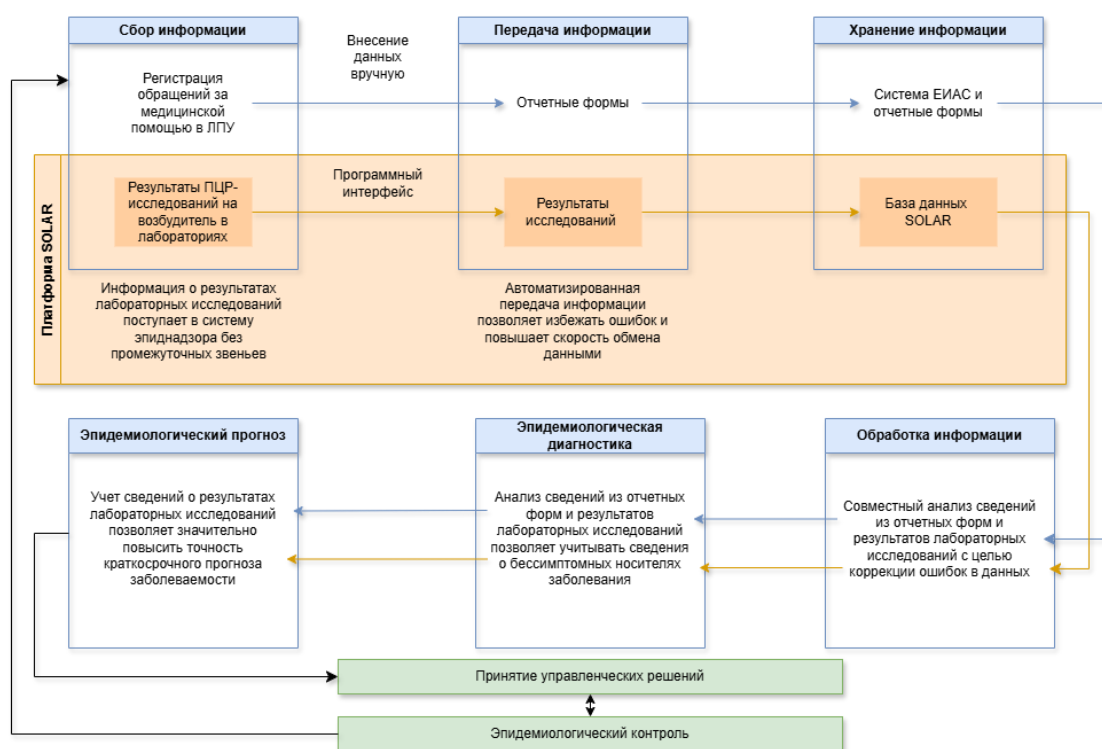 Сбор информации
Внесение
данных
вручную
Передача информации
Хранение информации
Регистрация
обращений за
медицинской
помощью в ЛПУ
Отчетные формы
Система ЕИАС и
отчетные формы
Платформа SOLAR
Результаты ПЦР-
исследований на
возбудитель в
лабораториях
Программный
интерфейс
Результаты
исследований
База данных
SOLAR
Информация о результатах
лабораторных исследований
поступает в систему
эпиднадзора без
промежуточных звеньев
Автоматизированная
передача информации
позволяет избежать ошибок и
повышает скорость обмена
данными
Эпидемиологический прогноз
Эпидемиологическая
диагностика
Обработка информации
Учет сведений о результатах
лабораторных исследований
позволяет значительно
повысить точность
краткосрочного прогноза
заболеваемости
Анализ сведений из отчетных
форм и результатов
лабораторных исследований
позволяет учитывать сведения
о бессимптомных носителях
заболевания
Совместный анализ сведений
из отчетных форм и
результатов лабораторных
исследований с целью
коррекции ошибок в данных
Принятие управленческих решений
Эпидемиологический контроль